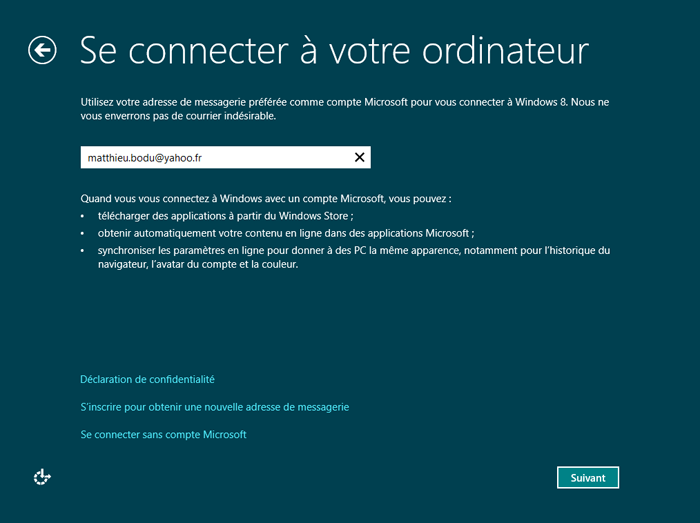 Se connecter à votre ordinateur
Utilisez votre adresse de messagerie préférée comme compte Microsoft pour vous connecter à Windows 8. Nous ne
vous enverrons pas de courrier indésirable.
matthieu.bodu@yahoo.fr
Quand vous vous connectez à Windows avec un compte Microsoft, vous pouvez :
• télécharger des applications à partir du Windows Store ;
• obtenir automatiquement votre contenu en ligne dans des applications Microsoft ;
• synchroniser les paramètres en ligne pour donner à des PC la même apparence, notamment pour l'historique du
navigateur, l'avatar du compte et la couleur.
Déclaration de confidentialité
S'inscrire pour obtenir une nouvelle adresse de messagerie
Se connecter sans compte Microsoft
Suivant